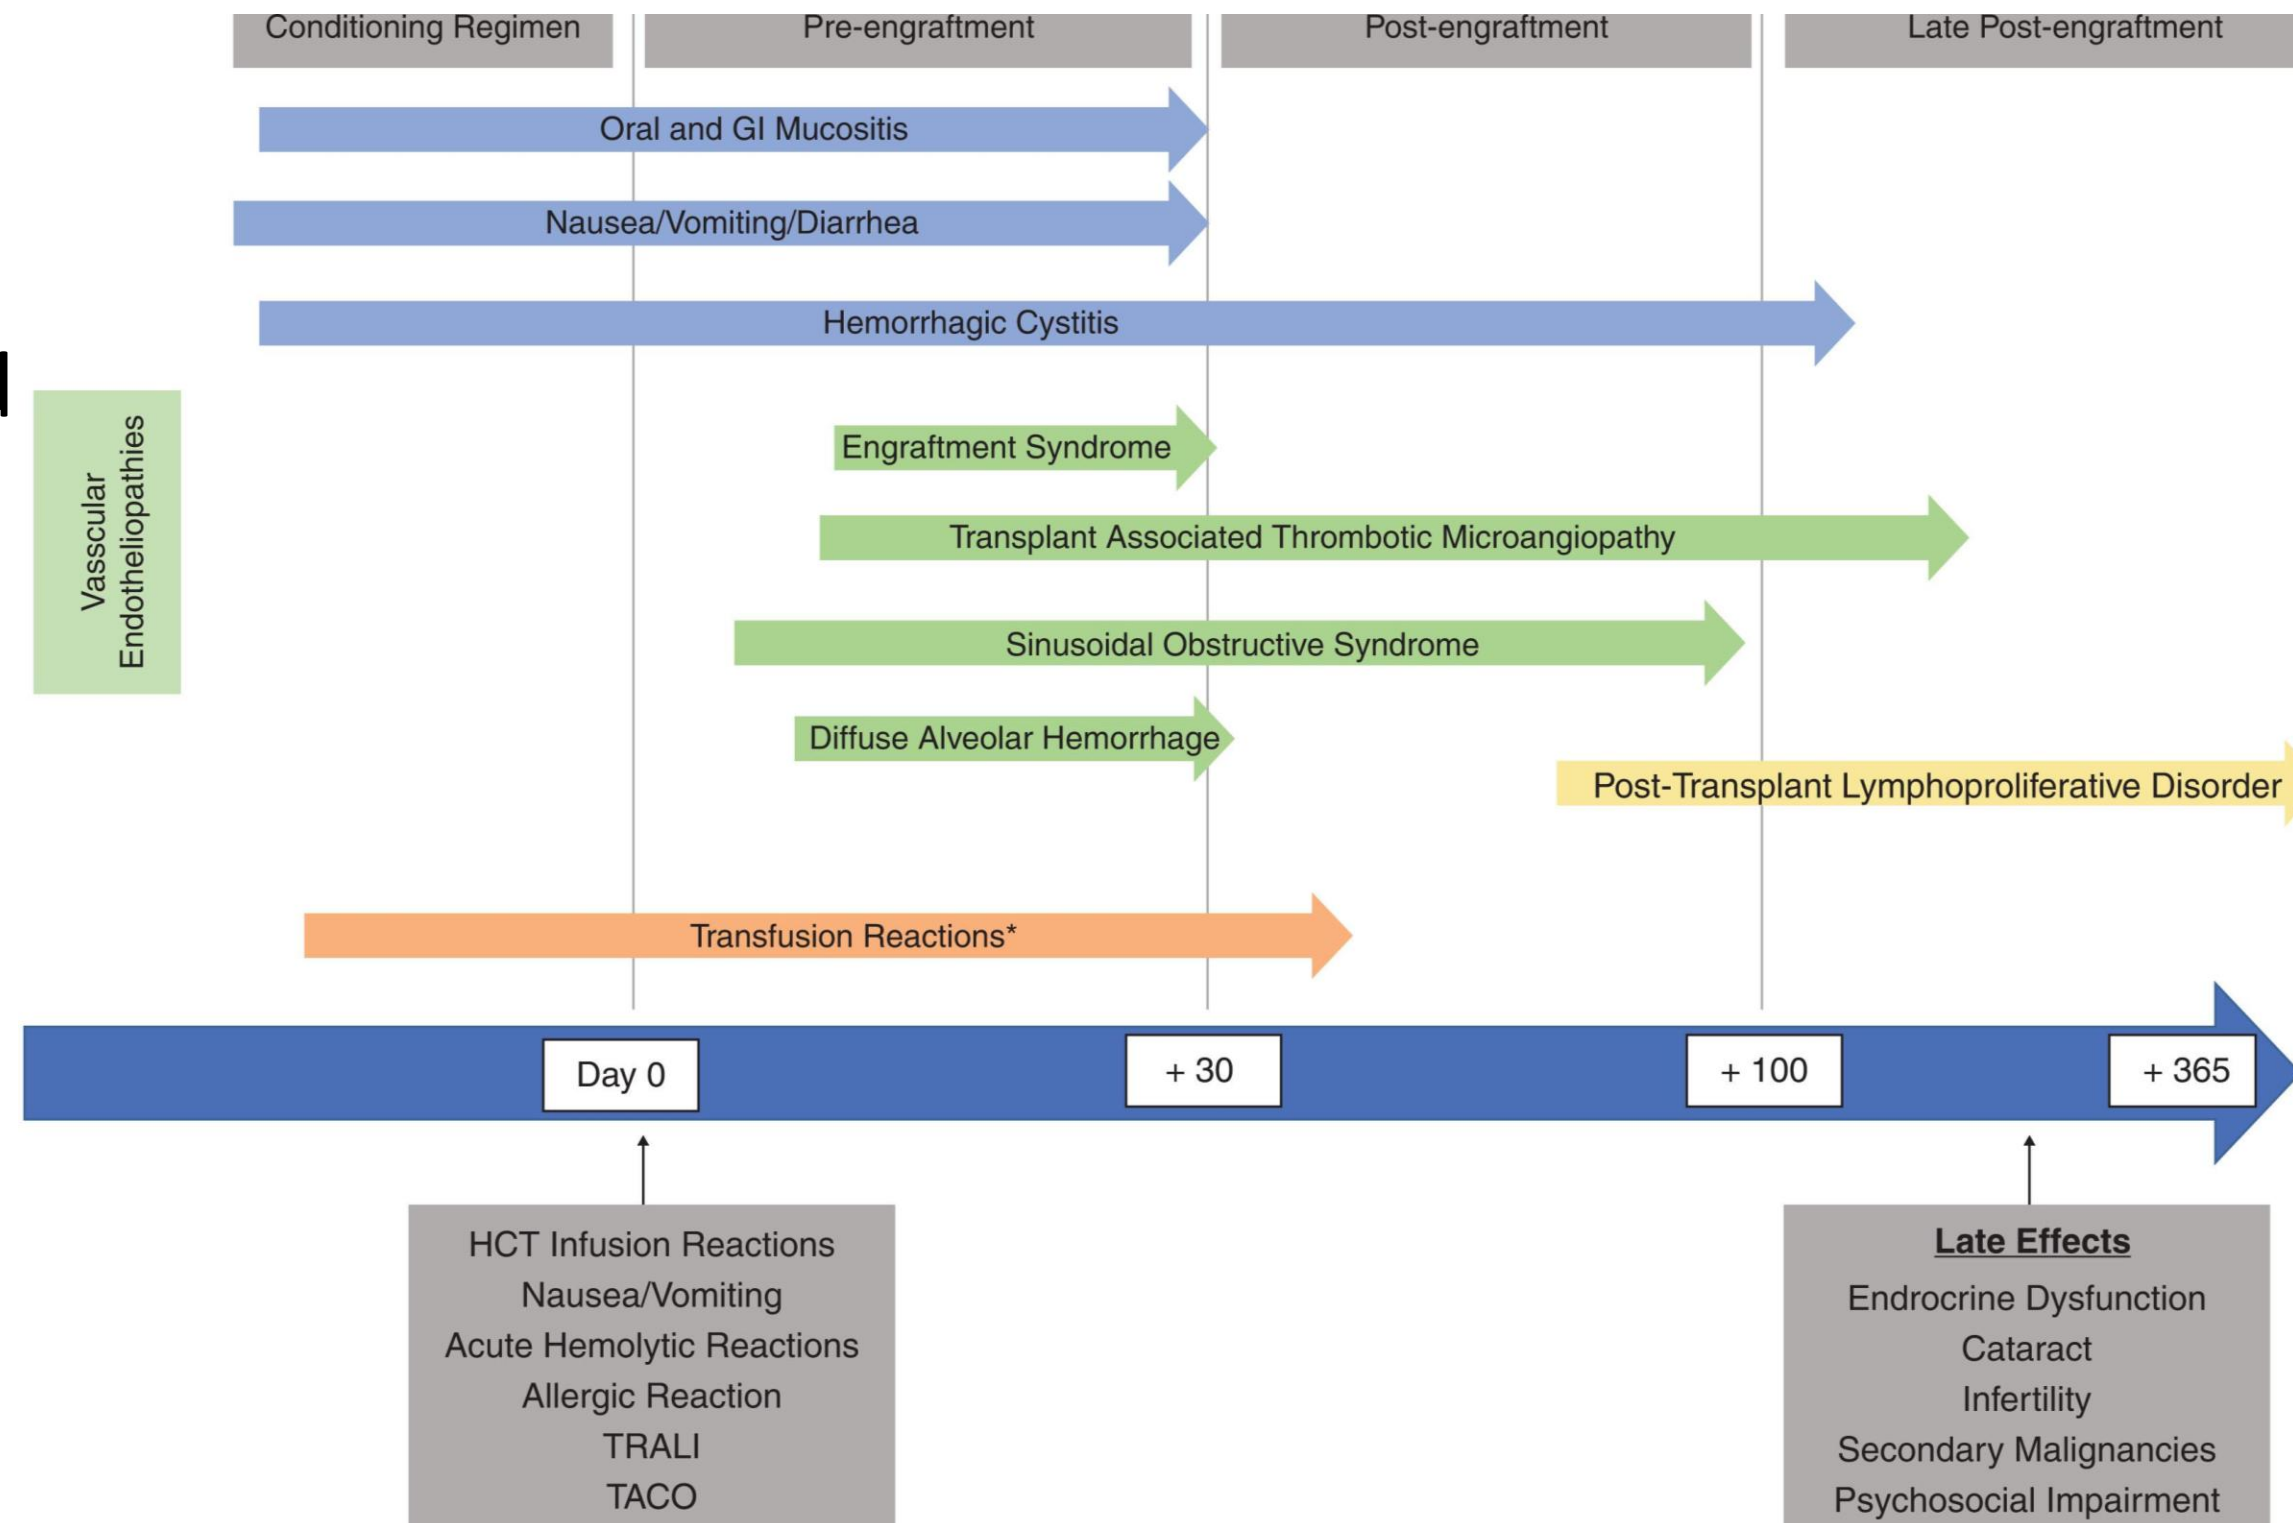 Conditioning Regimen
Pre-engraftment
Post-engraftment
Late Post-engraftment
Oral and GI Mucositis
Nausea/Vomiting/Diarrhea
Hemorrhagic Cystitis
Vasscular
Endotheliopathies
Engraftment Syndrome
Transplant Associated Thrombotic Microangiopathy
Sinusoidal Obstructive Syndrome
Diffuse Alveolar Hemorrhage
Post-Transplant Lymphoproliferative Disorder
Transfusion Reactions*
Day 0
+ 30
+ 100
+ 365
HCT Infusion Reactions
Nausea/Vomiting
Acute Hemolytic Reactions
Allergic Reaction
TRALI
TACO
Late Effects
Endrocrine Dysfunction
Cataract
Infertility
Secondary Malignancies
Psychosocial Impairment